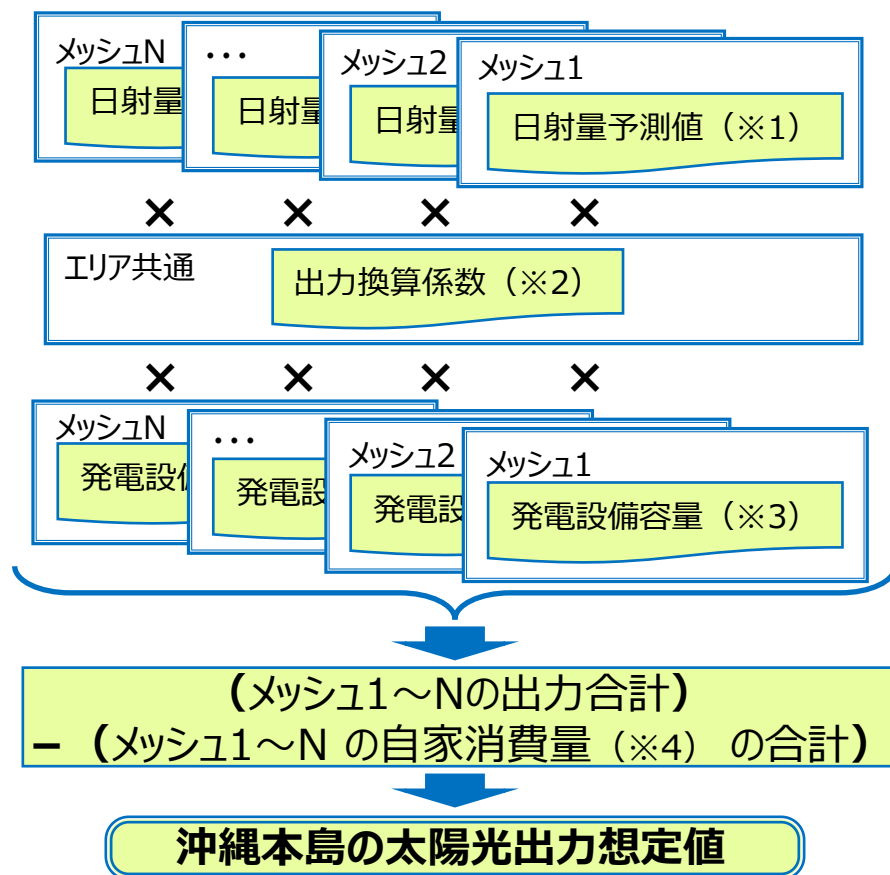 メッシュN
日射量
・・・
日射量
メッシュ2
日射量
メッシュ1
日射量予測値（※1）
× × × ×
エリア共通
出力換算係数（※2）
× × × ×
メッシュN
発電設
・・・
発電設
メッシュ2
発電設
メッシュ1
発電設備容量（※3）
（メッシュ1～Nの出力合計）
－（メッシュ1～N の自家消費量（※4） の合計）
沖縄本島の太陽光出力想定値